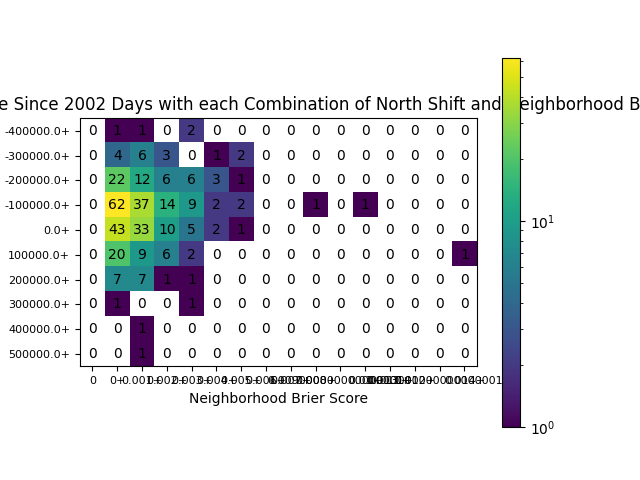 e Since 2002 Days with each Combination of North Shift and Neighborhood B
-400000.0+ 0 1 1 0 2 0 0 0 0 0 0 0 0 0 0 0
-300000.0+ 0 4 6 3 0 1 2 0 0 0 0 0 0 0 0 0
-200000.0+ 0 22 12 6 6 3 1 0 0 0 0 0 0 0 0 0
-100000.0+ 0 62 37 14 9 2 2 0 0 1 0 1 0 0 0 0
0.0+ 0 43 33 10 5 2 1 0 0 0 0 0 0 0 0 0
100000.0+ 0 20 9 6 2 0 0 0 0 0 0 0 0 0 0 1
200000.0+ 0 7 7 1 1 0 0 0 0 0 0 0 0 0 0 0
300000.0+ 0 1 0 0 1 0 0 0 0 0 0 0 0 0 0 0
400000.0+ 0 0 1 0 0 0 0 0 0 0 0 0 0 0 0 0
500000.0+ 0 0 1 0 0 0 0 0 0 0 0 0 0 0 0 0
0 0+
Neighborhood Brier Score
10^1
10^0